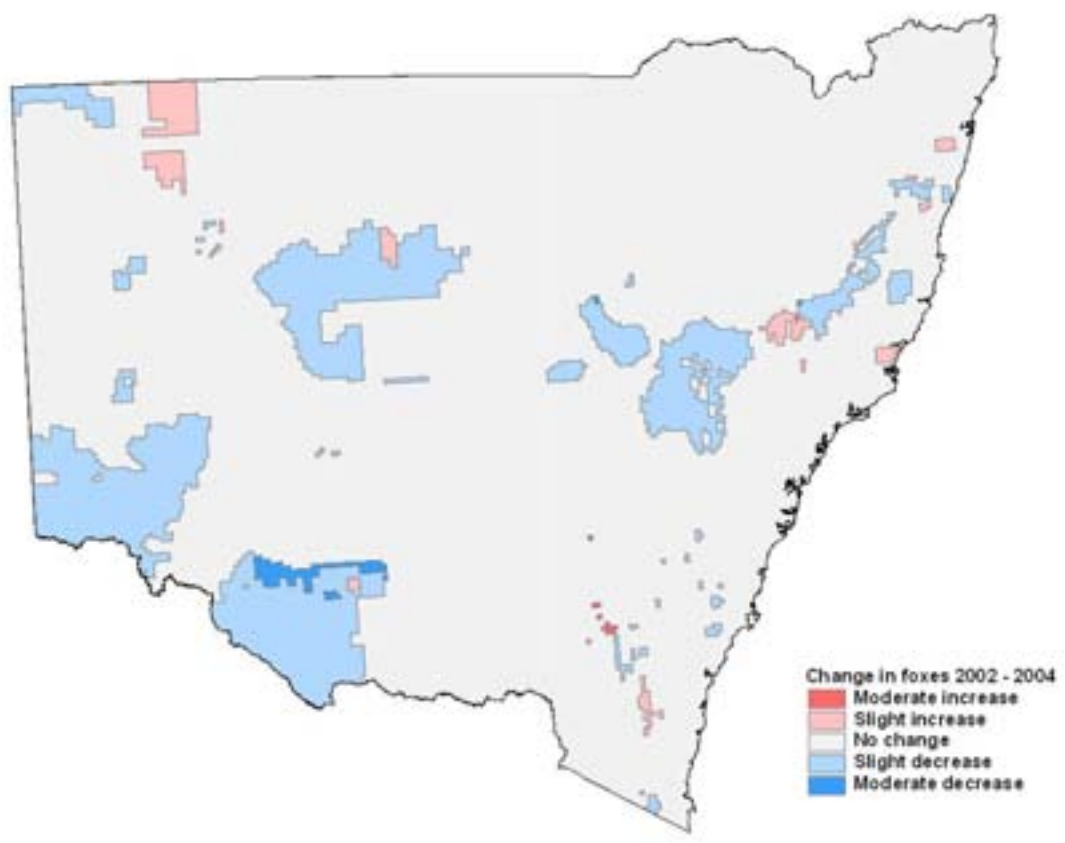 Change in foxes 2002 - 2004
Moderate increase
Slight increase
No change
Slight decrease
Moderate decrease